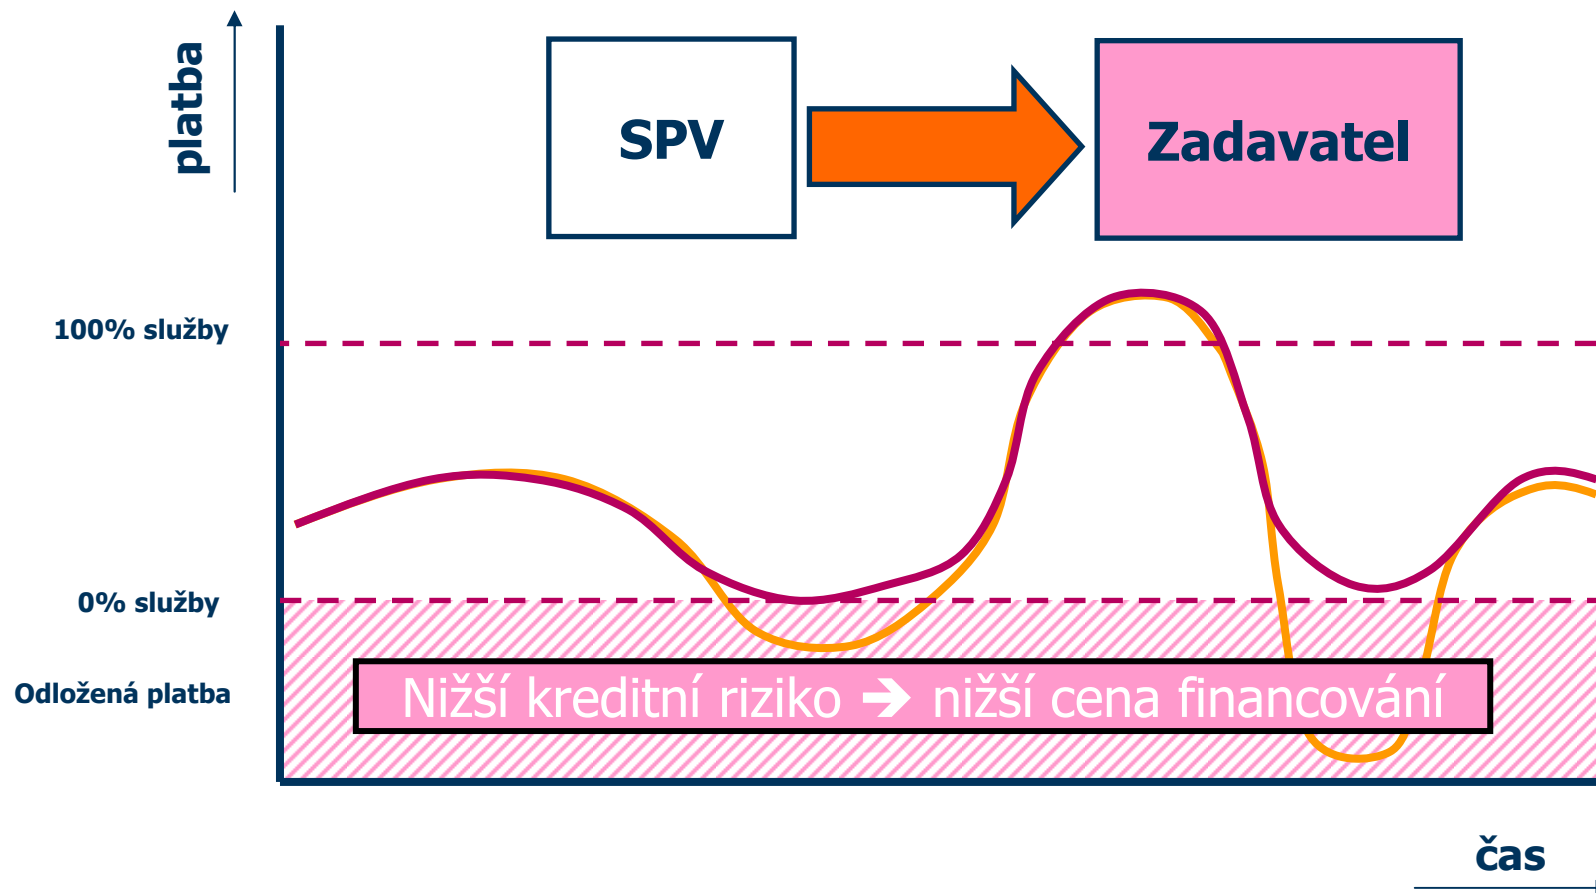 platba
SPV
Zadavatel
100% služby
0% služby
Odložená platba
Nižší kreditní riziko ➔ nižší cena financování
čas